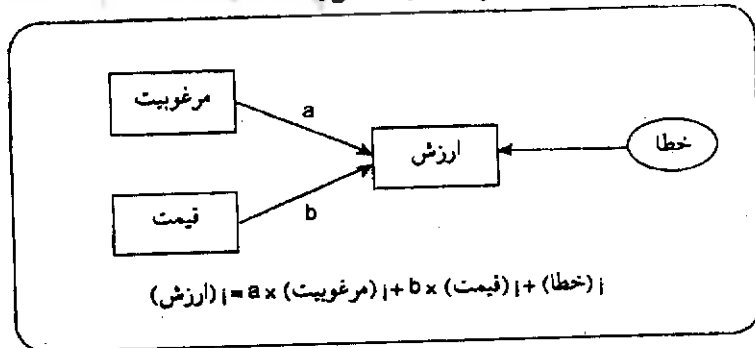 مرغوبیت
a
ارزش
خطا
قیمت
b
(ارزش) i = a x (مرغوبیت) i + b x (قیمت) i + (خطا) i